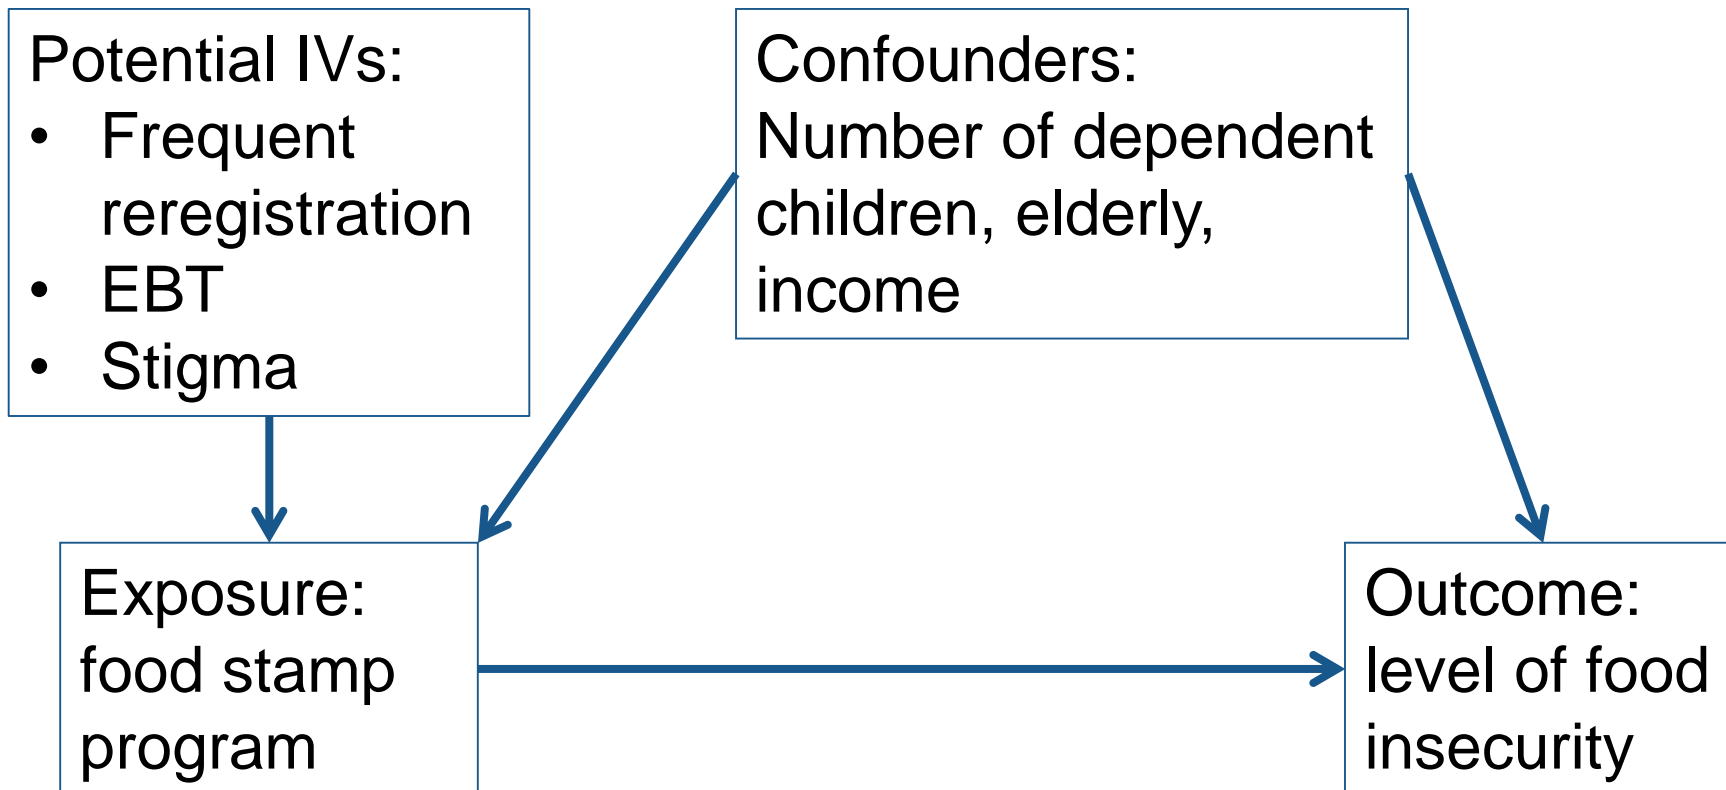 Potential IVs:
• Frequent
reregistration
• EBT
• Stigma
Confounders:
Number of dependent
children, elderly,
income
Exposure:
food stamp
program
Outcome:
level of food
insecurity